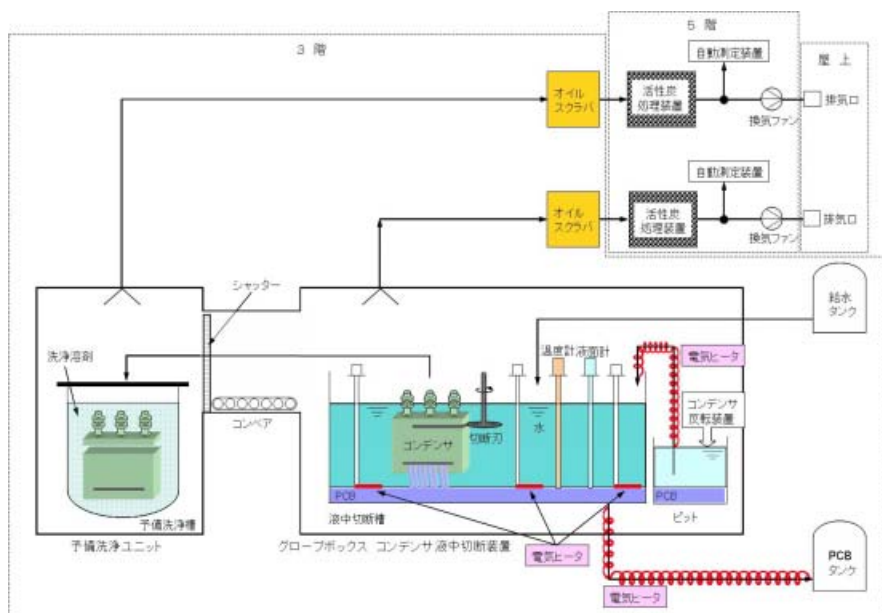 ３ 階
５ 階
屋 上
自動測定装置
オイル
スクラバ
活性炭
処理装置
換気ファン
排気口
自動測定装置
オイル
スクラバ
活性炭
処理装置
換気ファン
排気口
シャッター
給水
タンク
洗浄溶剤
温度計
液面計
電気ヒータ
コンデンサ
反転装置
コンベア
コンデンサ
切断刃
水
PCB
PCB
予備洗浄槽
液中切断槽
ピット
予備洗浄ユニット
グローブボックス コンデンサ液中切断装置
電気ヒータ
電気ヒータ
PCB
タンク